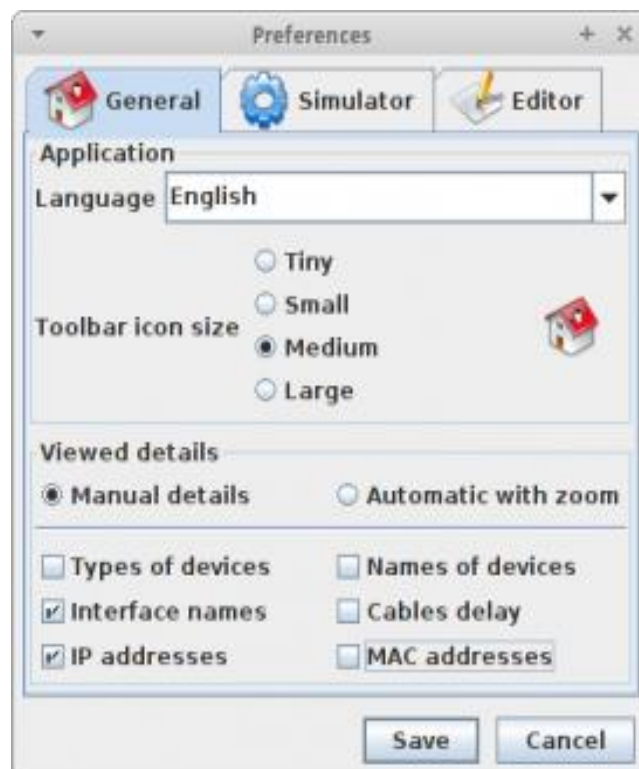 Preferences
General Simulator Editor
Application
Language English
Toolbar icon size
Tiny
Small
Medium
Large
Viewed details
Manual details Automatic with zoom
Types of devices Names of devices
Interface names Cables delay
IP addresses MAC addresses
Save Cancel